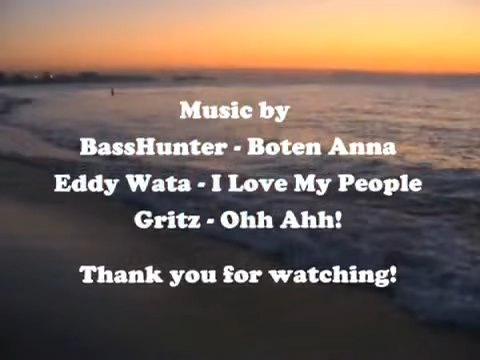 Music by
BassHunter - Boten Anna
Eddy Wata - I Love My People
Gritz - Ohh Ahh!
Thank you for watching!